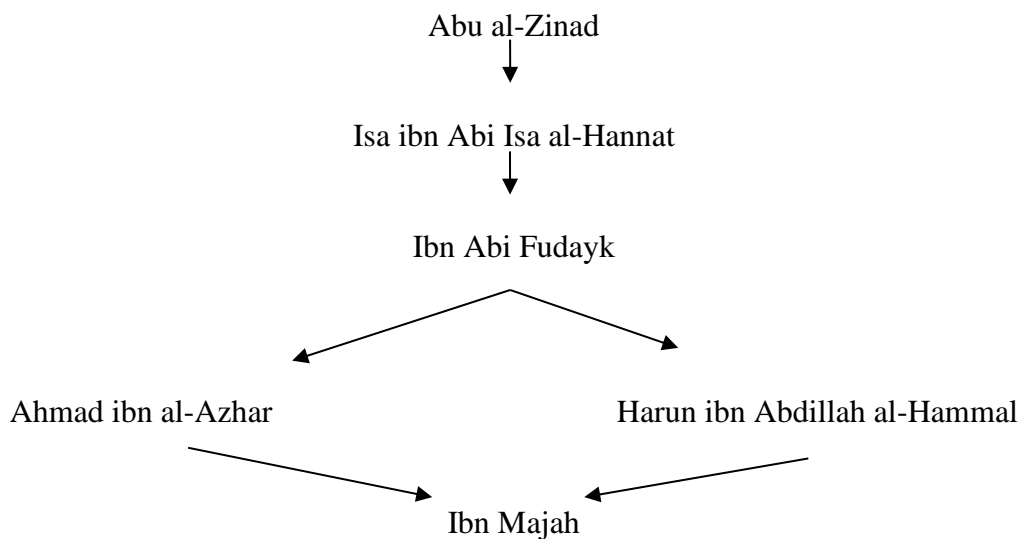 Abu al-Zinad
Isa ibn Abi Isa al-Hannat
Ibn Abi Fudayk
Ahmad ibn al-Azhar
Harun ibn Abdillah al-Hammal
Ibn Majah